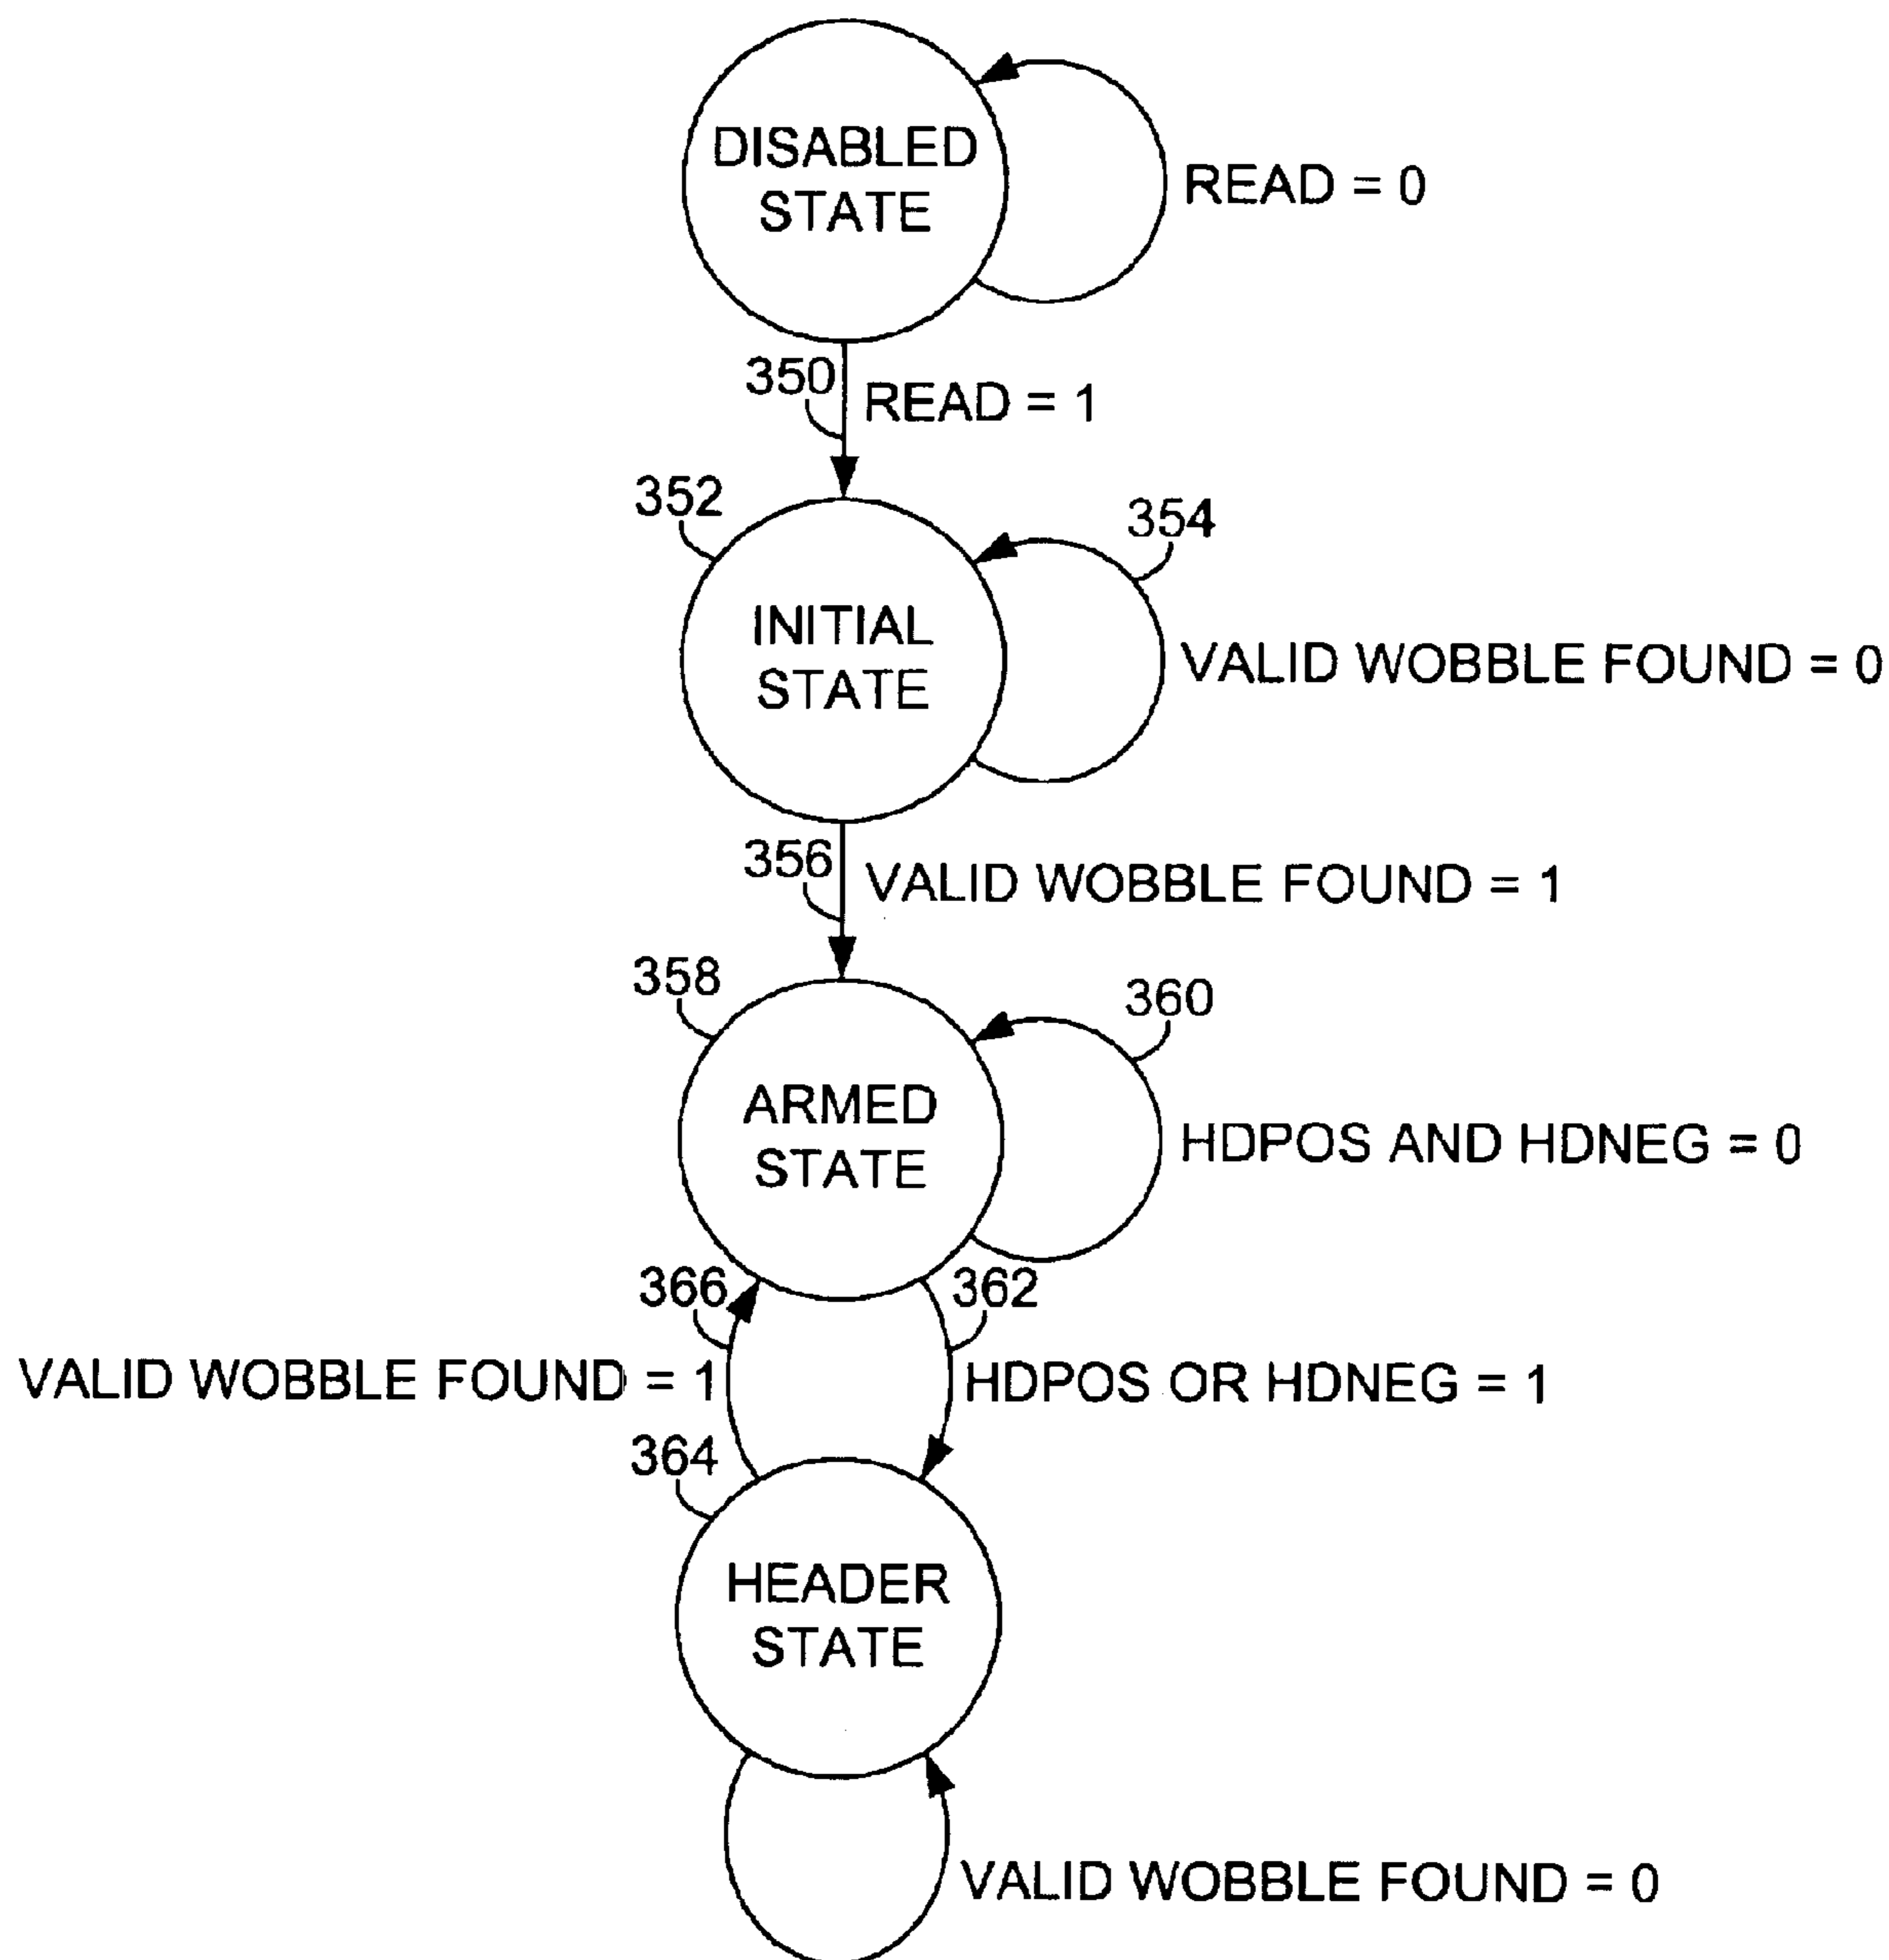 DISABLED
STATE
READ = 0
350
READ = 1
352
354
INITIAL
STATE
VALID WOBBLE FOUND = 0
356
VALID WOBBLE FOUND = 1
358
360
ARMED
STATE
HDPOS AND HDNEG = 0
366
362
VALID WOBBLE FOUND = 1
HDPOS OR HDNEG = 1
364
HEADER
STATE
VALID WOBBLE FOUND = 0